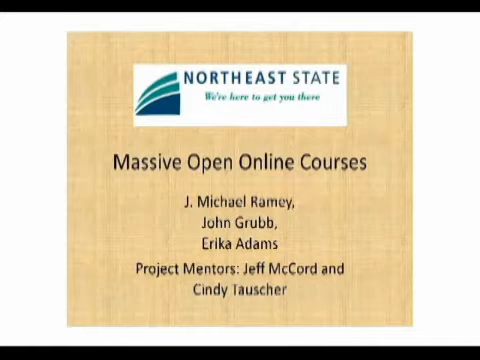 NORTHEAST STATE
We're here to get you there
Massive Open Online Courses
J. Michael Ramey,
John Grubb,
Erika Adams
Project Mentors: Jeff McCord and
Cindy Tauscher